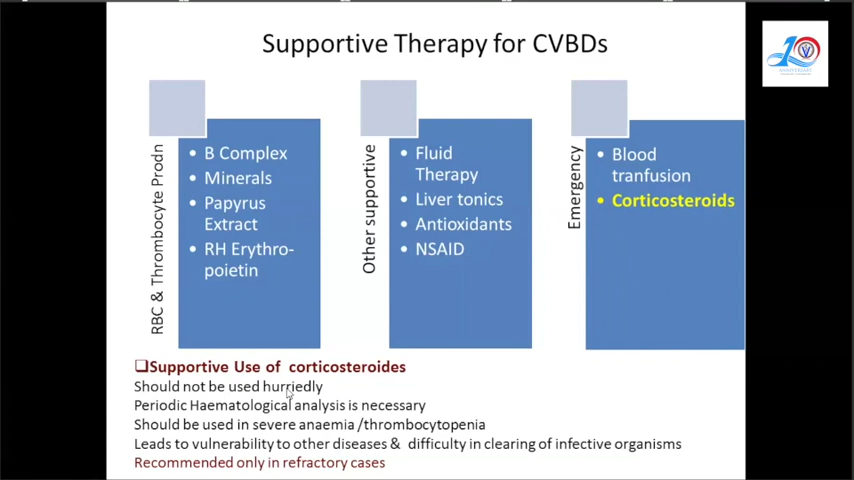 Supportive Therapy for CVBDs
RBC & Thrombocyte Prodn
• B Complex
• Minerals
• Papyrus
Extract
• RH Erythro-
poietin
Other supportive
• Fluid
Therapy
• Liver tonics
• Antioxidants
• NSAID
Emergency
• Blood
tranfusion
• Corticosteroids
❑Supportive Use of corticosteroides
Should not be used hurriedly
Periodic Haematological analysis is necessary
Should be used in severe anaemia /thrombocytopenia
Leads to vulnerability to other diseases & difficulty in clearing of infective organisms
Recommended only in refractory cases
10
ANNIVERSARY